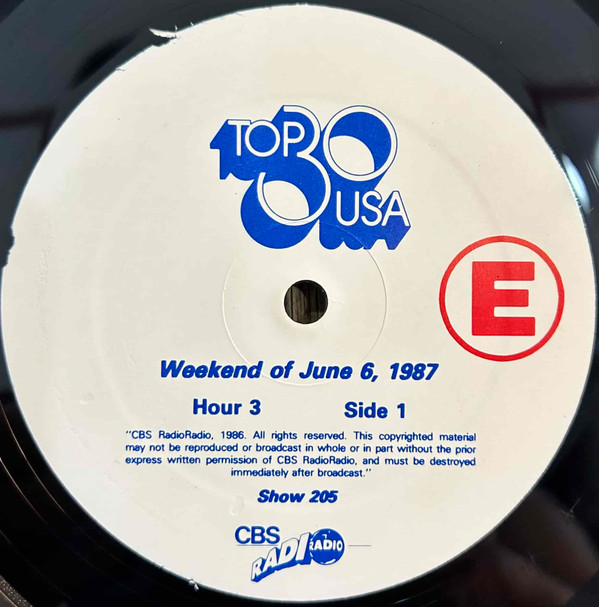 TOP 30
USA
E
Weekend of June 6, 1987
Hour 3 Side 1
"CBS RadioRadio, 1986. All rights reserved. This copyrighted material
may not be reproduced or broadcast in whole or in part without the prior
express written permission of CBS RadioRadio, and must be destroyed
immediately after broadcast."
Show 205
CBS
RADIORADIO